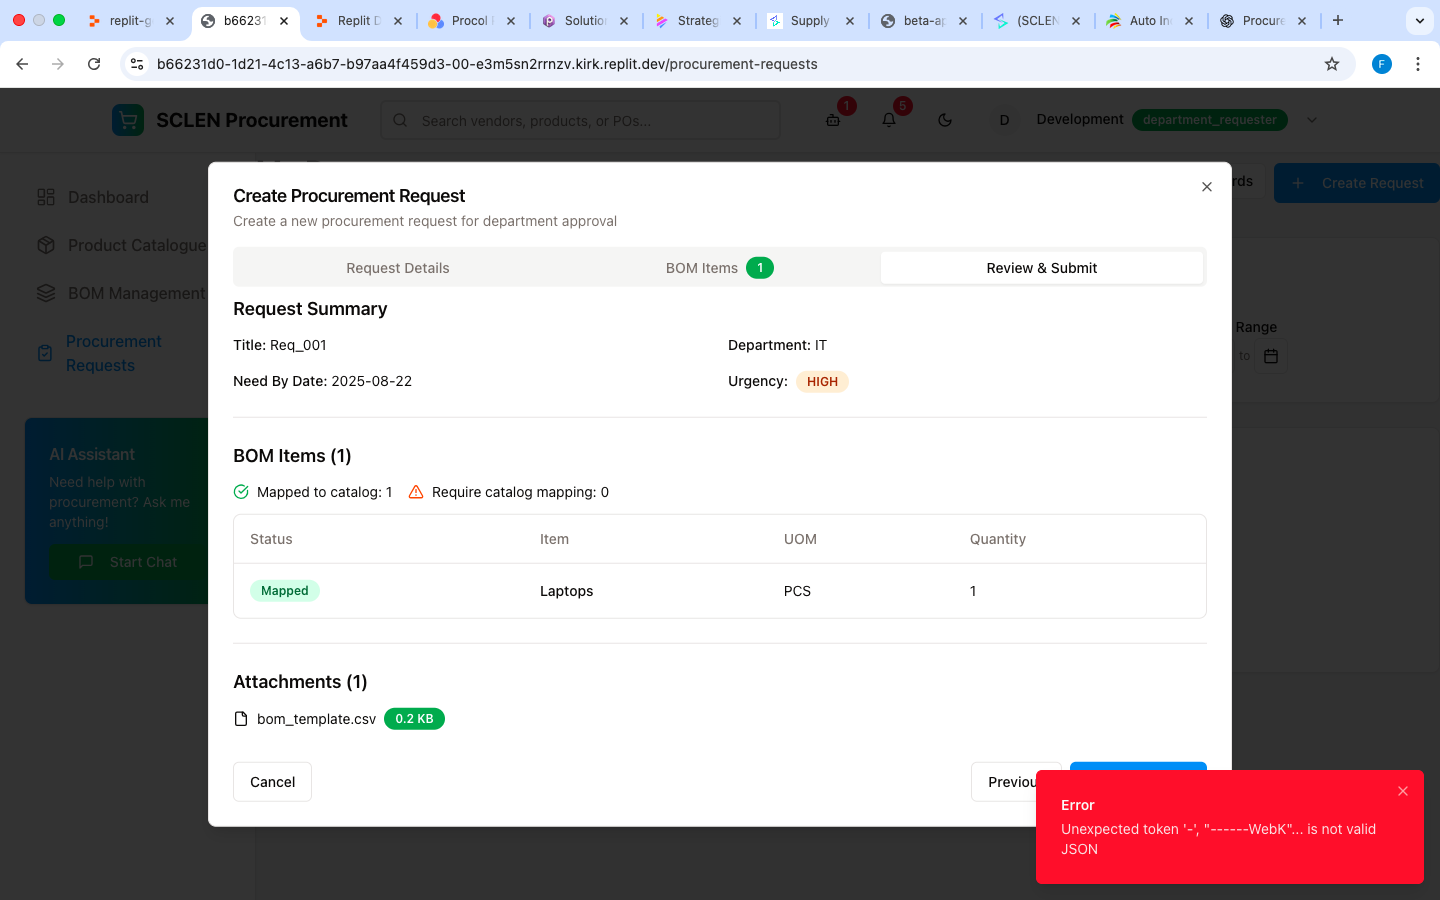 replit-g
b66231
Replit D
Procol
Solution
Strateg
Supply
beta-ap
(SCLEN
Auto In
Procure
b66231d0-1d21-4c13-a6b7-b97aa4f459d3-00-e3m5sn2rrnzv.kirk.replit.dev/procurement-requests
F
SCLEN Procurement
Search vendors, products, or POs...
1
5
D
Development
department_requester
Dashboard
Product Catalogue
BOM Management
Procurement
Requests
AI Assistant
Need help with
procurement? Ask me
anything!
Start Chat
rds
Create Request
Range
to
Create Procurement Request
Create a new procurement request for department approval
Request Details
BOM Items 1
Review & Submit
Request Summary
Title: Req_001
Department: IT
Need By Date: 2025-08-22
Urgency: HIGH
BOM Items (1)
Mapped to catalog: 1
Require catalog mapping: 0
Status Item UOM Quantity
Mapped Laptops PCS 1
Attachments (1)
bom_template.csv 0.2 KB
Cancel
Previou
Error
Unexpected token '-', "------WebK"... is not valid
JSON